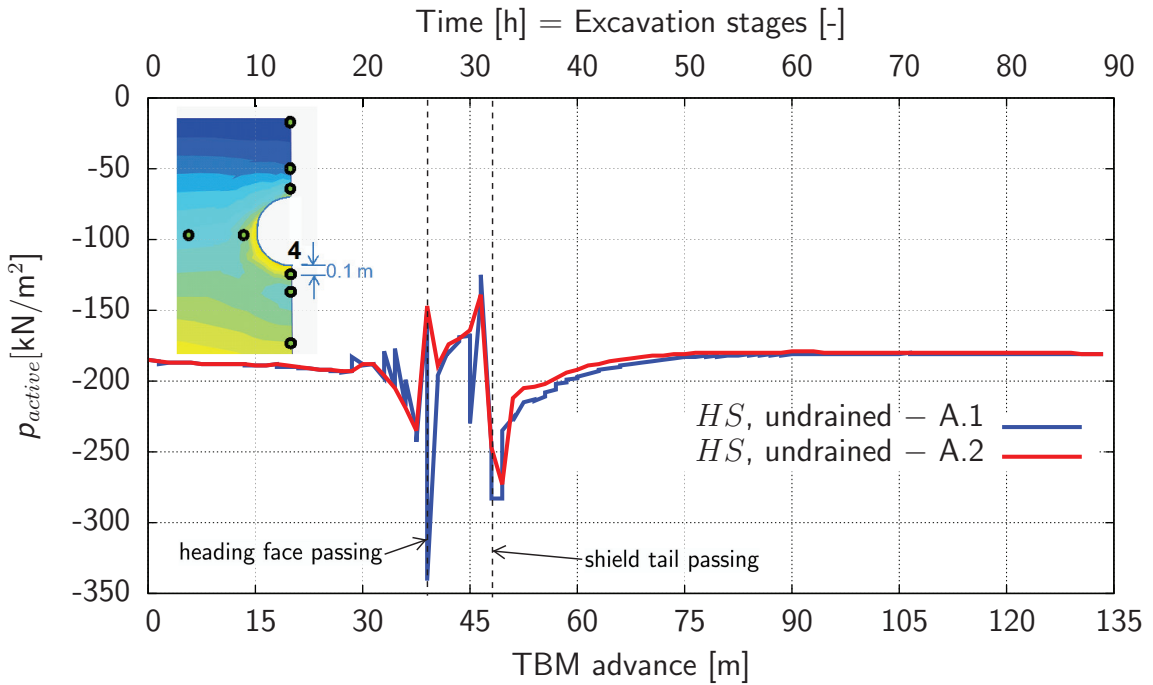 Time [h] = Excavation stages [-]
0 10 20 30 40 50 60 70 80 90
0
-50
-100
-150
-200
-250
-300
-350
p_active[kN/m²]
4
0.1 m
HS, undrained – A.1
HS, undrained – A.2
heading face passing
shield tail passing
0 15 30 45 60 75 90 105 120 135
TBM advance [m]